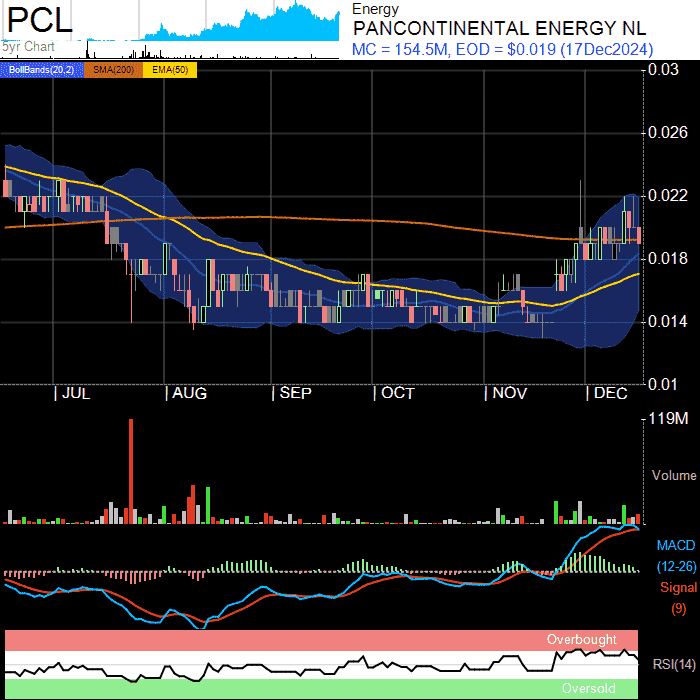 PCL
5yr Chart
Energy
PANCONTINENTAL ENERGY NL
MC = 154.5M, EOD = $0.019 (17Dec2024)
BollBands(20,2) SMA(200) EMA(50)
0.03
0.026
0.022
0.018
0.014
0.01
| JUL | AUG | SEP | OCT | NOV | DEC
119M
Volume
MACD
(12-26)
Signal
(9)
Overbought
RSI(14)
Oversold